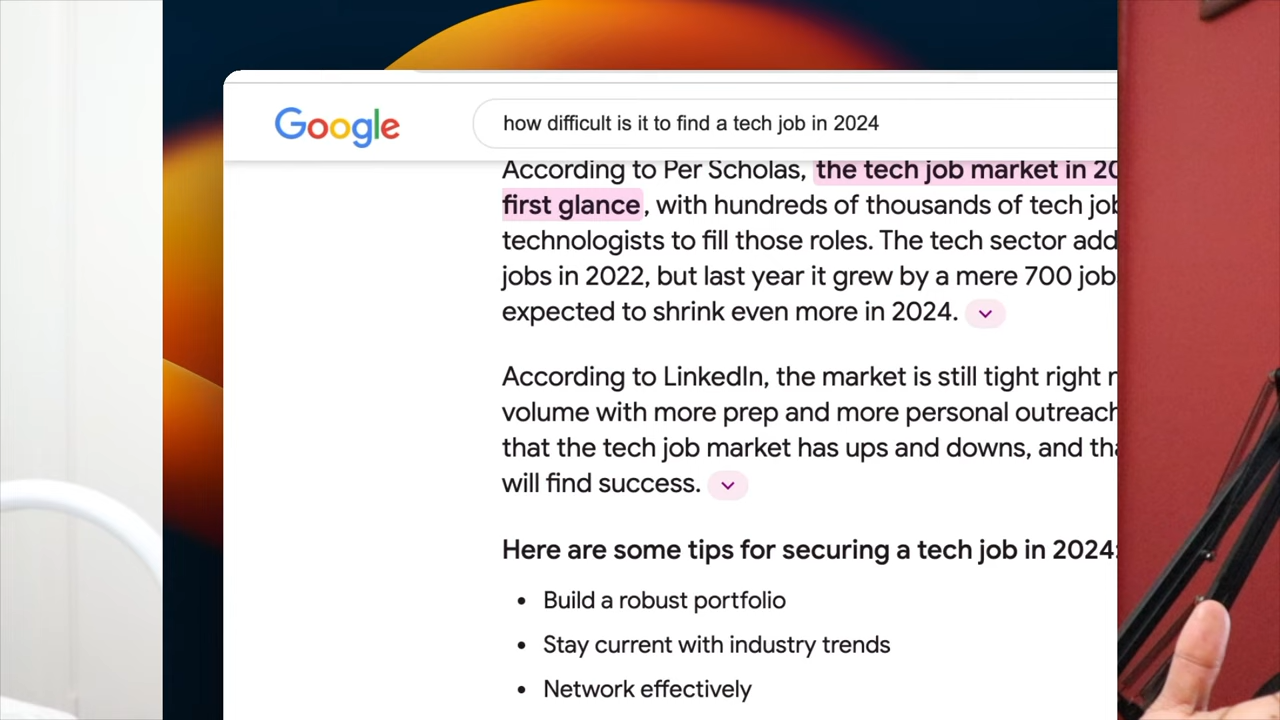 Google
how difficult is it to find a tech job in 2024
According to Per Scholas, the tech job market in 20
first glance, with hundreds of thousands of tech job
technologists to fill those roles. The tech sector add
jobs in 2022, but last year it grew by a mere 700 job
expected to shrink even more in 2024.
According to LinkedIn, the market is still tight right
volume with more prep and more personal outreach
that the tech job market has ups and downs, and
will find success.
Here are some tips for securing a tech job in 2024:
• Build a robust portfolio
• Stay current with industry trends
• Network effectively